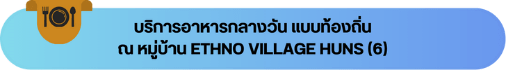 บริการอาหารกลางวัน แบบท้องถิ่น
ณ หมู่บ้าน ETHNO VILLAGE HUNS (6)